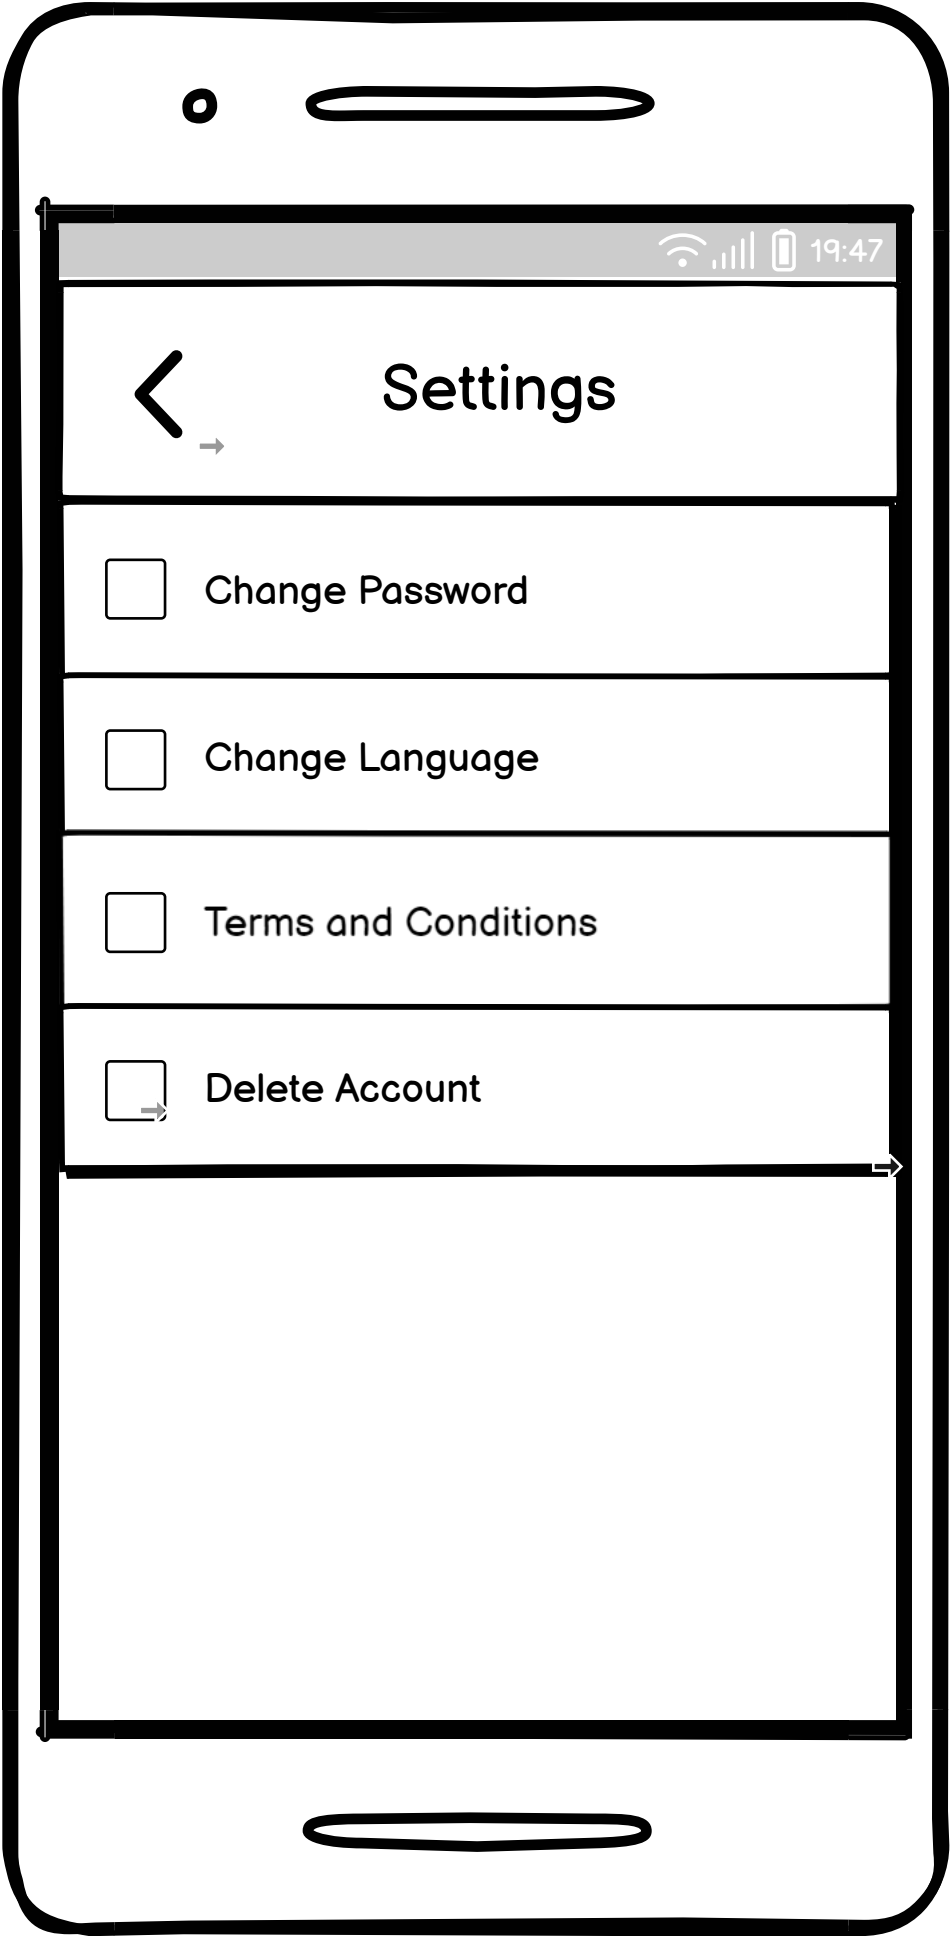 19:47
Settings
Change Password
Change Language
Terms and Conditions
Delete Account